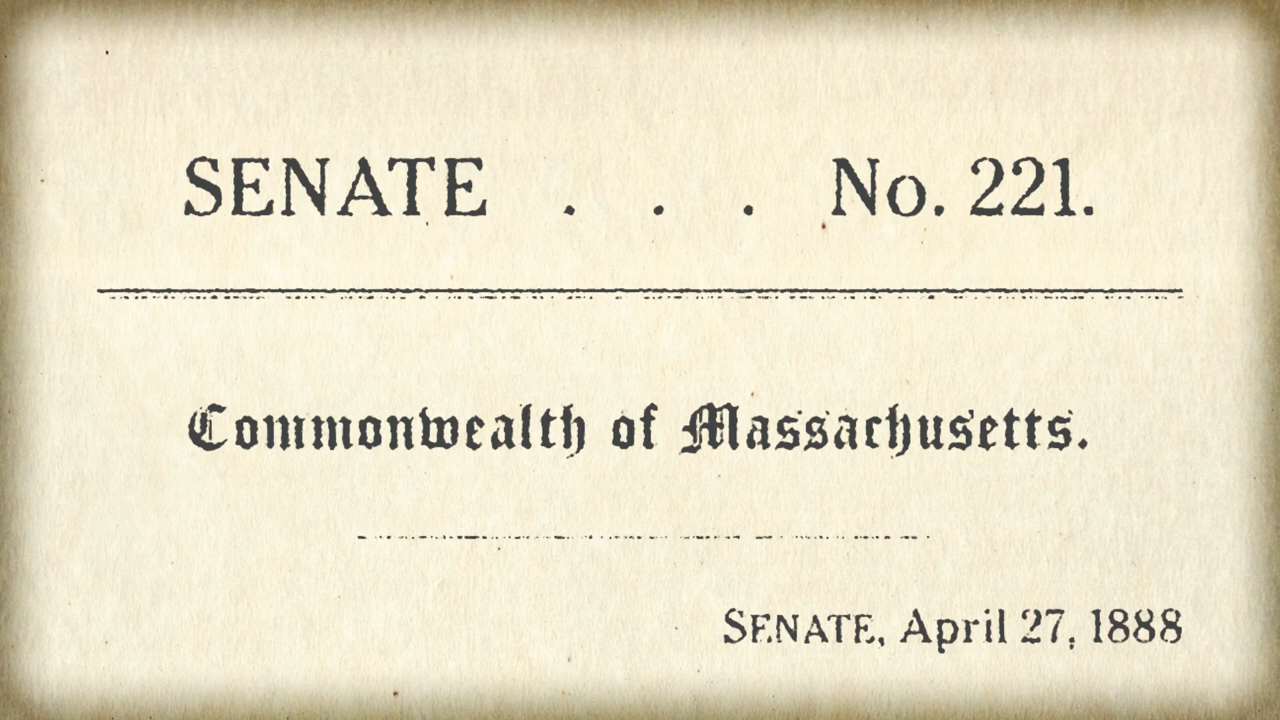 SENATE . . . No. 221.
Commonwealth of Massachusetts.
SENATE, April 27, 1888